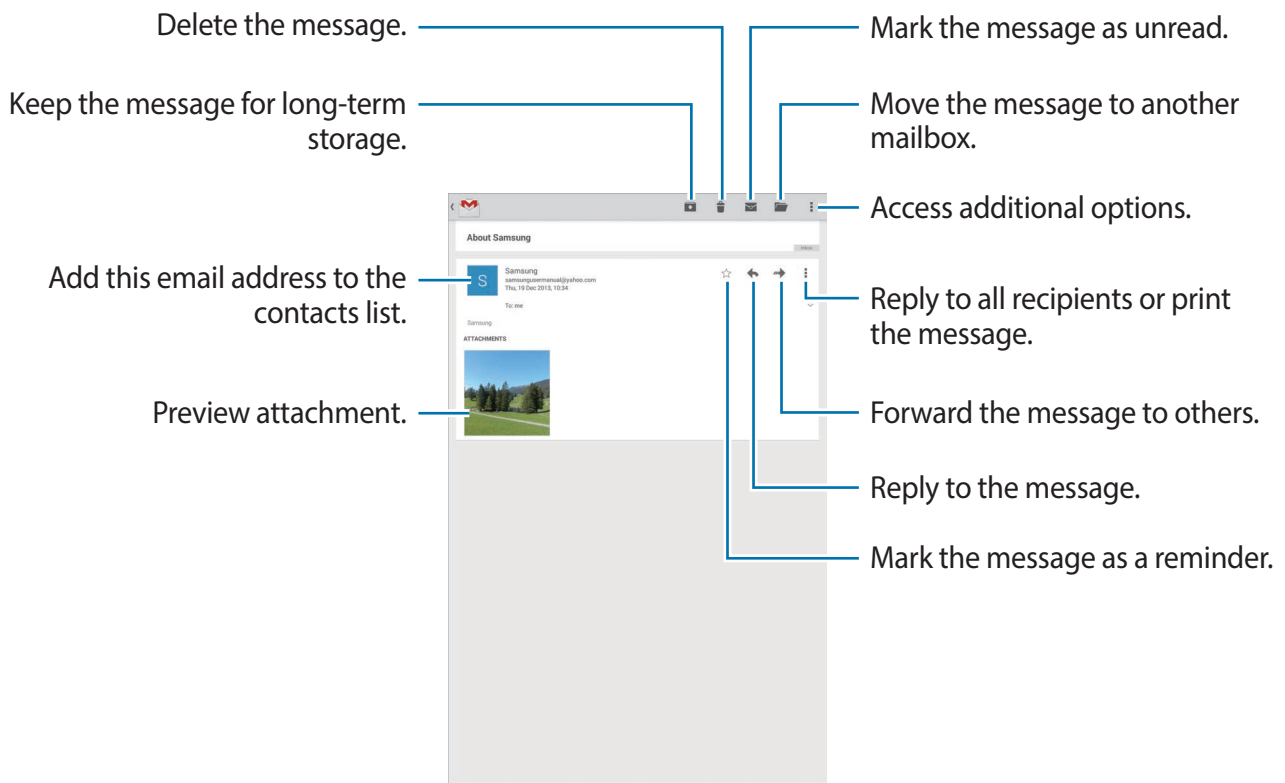 Delete the message.
Mark the message as unread.
Keep the message for long-term
storage.
Move the message to another
mailbox.
Access additional options.
About Samsung
Add this email address to the
contacts list.
S
Samsung
samsungusermanual@yahoo.com
Thu, 19 Dec 2013, 10:34
To: me
Reply to all recipients or print
the message.
Samsung
ATTACHMENTS
Preview attachment.
Forward the message to others.
Reply to the message.
Mark the message as a reminder.